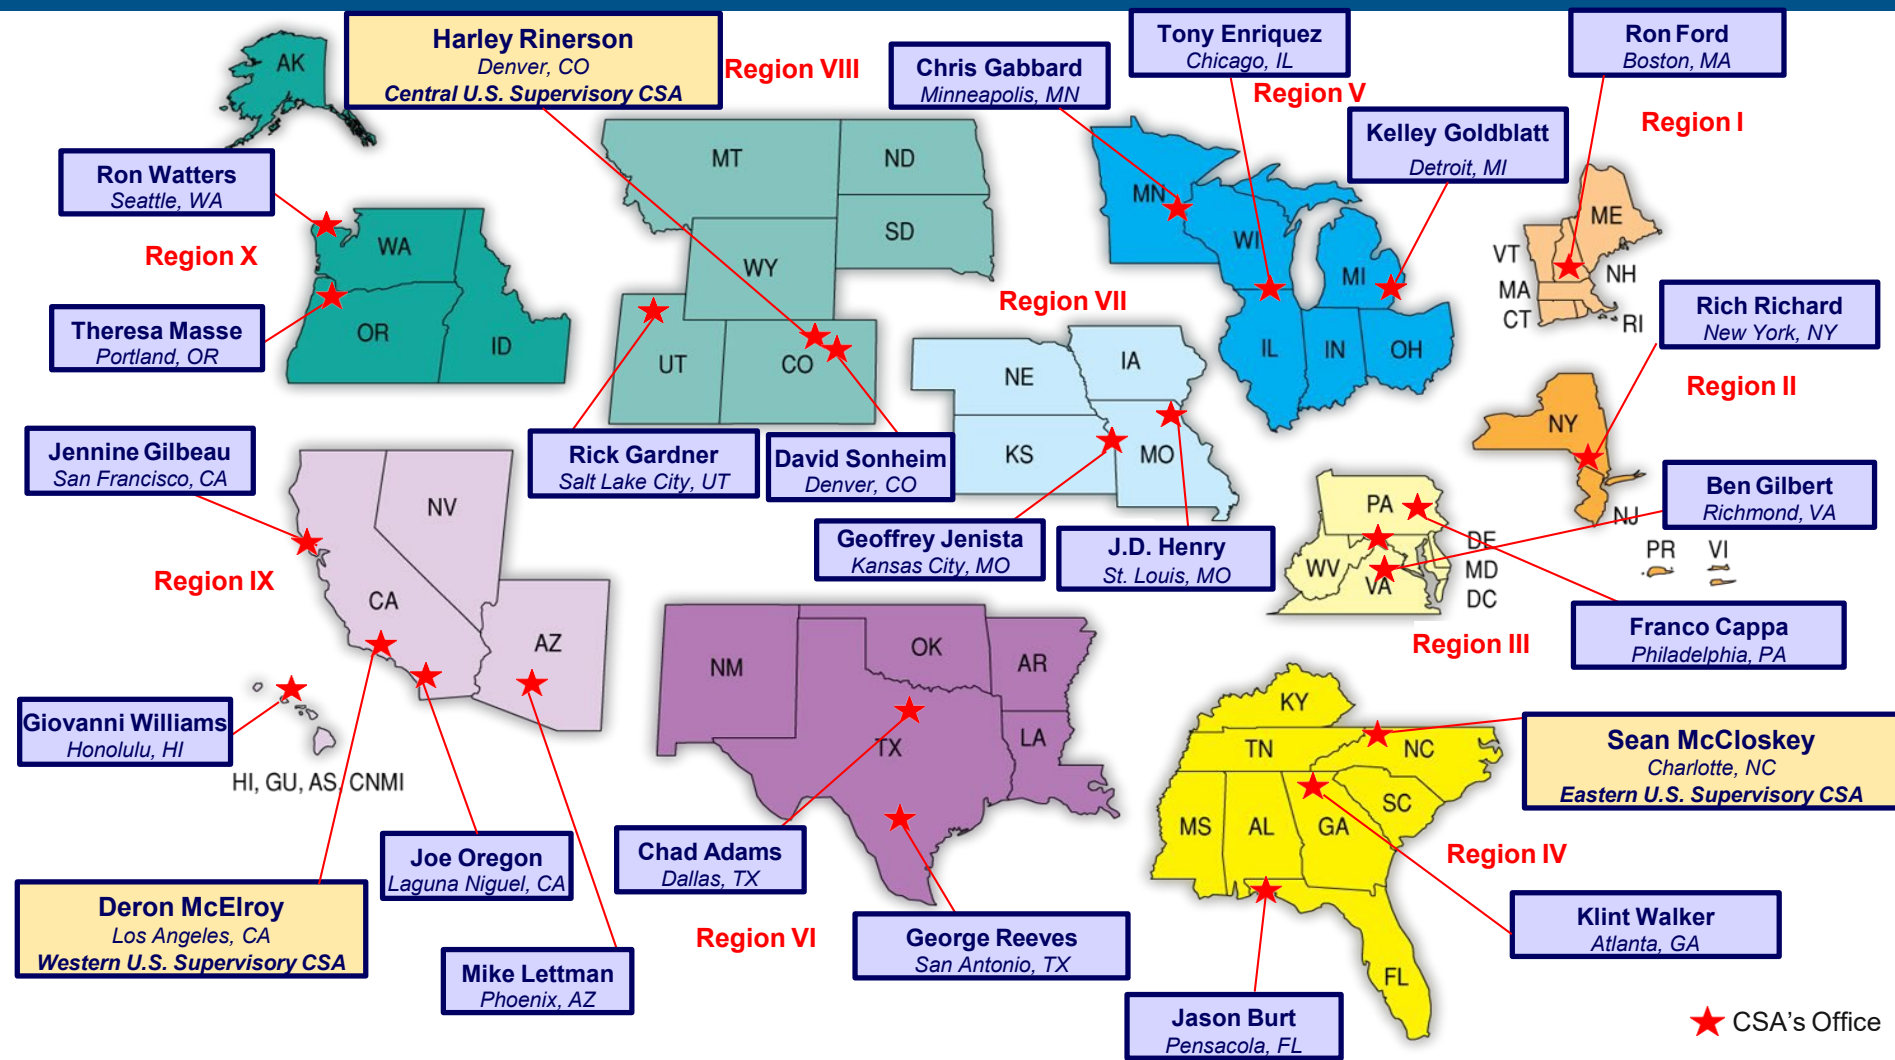 Harley Rinerson
Denver, CO
Central U.S. Supervisory CSA
Region VIII
Chris Gabbard
Minneapolis, MN
Tony Enriquez
Chicago, IL
Region V
Ron Ford
Boston, MA
Region I
Kelley Goldblatt
Detroit, MI
AK
Ron Watters
Seattle, WA
Region X
WA
OR
ID
Theresa Masse
Portland, OR
MT
ND
SD
WY
UT
CO
Region VII
NE
IA
KS
MO
MN
WI
MI
IL
IN
OH
ME
VT
NH
MA
CT
RI
Rich Richard
New York, NY
Region II
NY
NJ
PR
VI
Jennine Gilbeau
San Francisco, CA
Rick Gardner
Salt Lake City, UT
David Sonheim
Denver, CO
Geoffrey Jenista
Kansas City, MO
J.D. Henry
St. Louis, MO
Ben Gilbert
Richmond, VA
PA
WV
VA
DE
MD
DC
Region III
Franco Cappa
Philadelphia, PA
Region IX
NV
CA
AZ
Giovanni Williams
Honolulu, HI
HI, GU, AS, CNMI
NM
OK
AR
TX
LA
KY
TN
NC
SC
MS
AL
GA
FL
Sean McCloskey
Charlotte, NC
Eastern U.S. Supervisory CSA
Region IV
Deron McElroy
Los Angeles, CA
Western U.S. Supervisory CSA
Joe Oregon
Laguna Niguel, CA
Mike Lettman
Phoenix, AZ
Chad Adams
Dallas, TX
Region VI
George Reeves
San Antonio, TX
Klint Walker
Atlanta, GA
Jason Burt
Pensacola, FL
CSA's Office